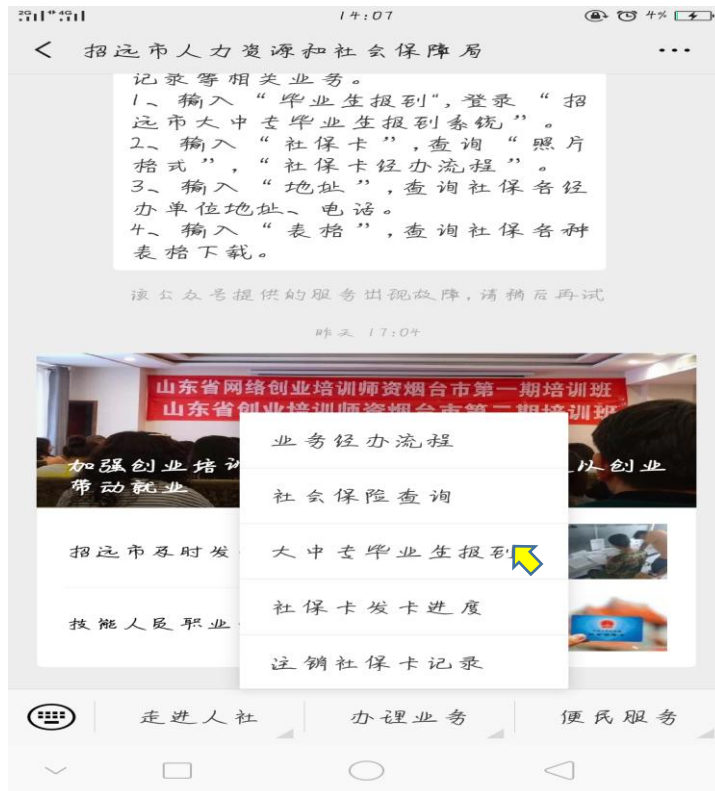 2G 4G
14:07
4%
招远市人力资源和社会保障局
记录等相关业务。
1、输入“毕业生报到",登录“招
远市大中专毕业生报到系统”。
2、输入“社保卡”,查询“照片
格式”,“社保卡经办流程”。
3、输入“地址”,查询社保各经
办单位地址、电话。
4、输入“表格”,查询社保各种
表格下载。
该公众号提供的服务出现故障,请稍后再试
昨天 17:04
山东省网络创业培训师资烟台市第一期培训班
山东省创业培训师资烟台市第二期培训班
加强创业培训
以创业
带动就业
业务经办流程
社会保险查询
招远市及时发
大中专毕业生报到
社保卡发卡进度
技能人员职业
注销社保卡记录
走进人社
办理业务
便民服务